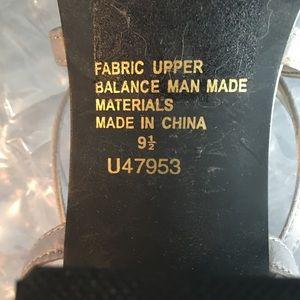 FABRIC UPPER
BALANCE MAN MADE
MATERIALS
MADE IN CHINA
9½
U47953